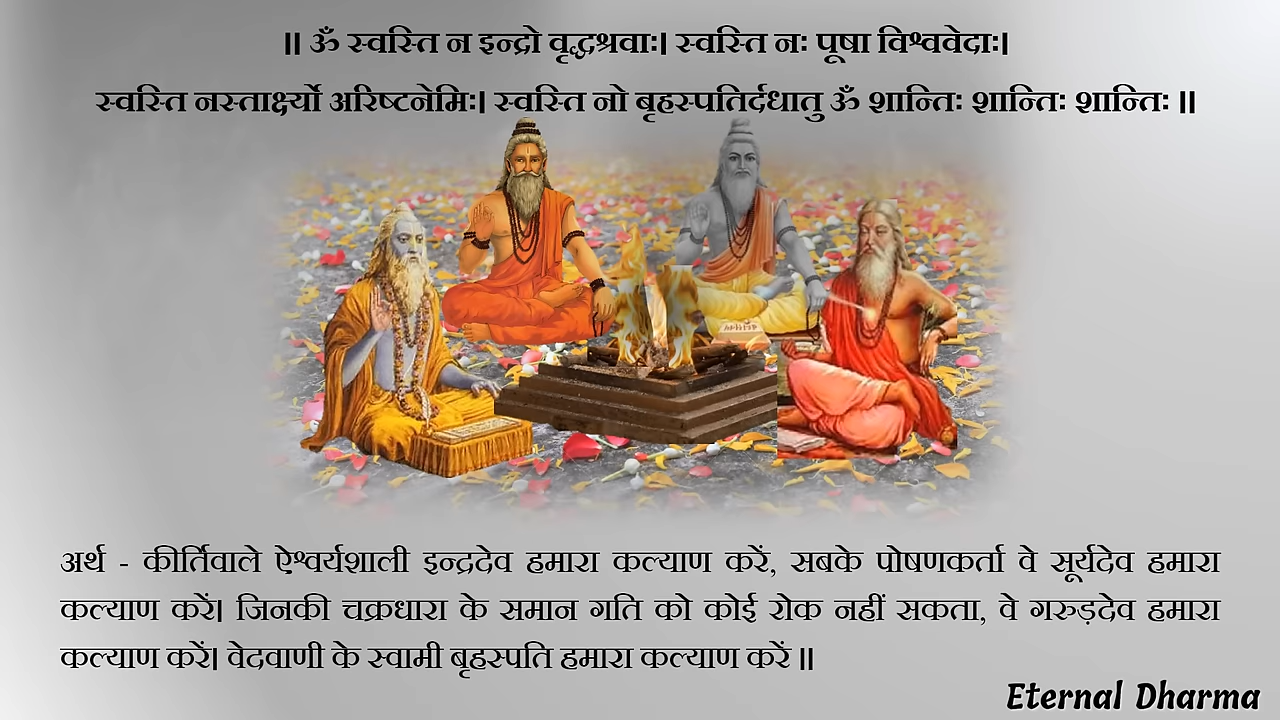 ॥ ॐ स्वस्ति न इन्द्रो वृद्धश्रवाः। स्वस्ति नः पूषा विश्ववेदाः।
स्वस्ति नस्तार्क्ष्यो अरिष्टनेमिः। स्वस्ति नो बृहस्पतिर्दधातु ॐ शान्तिः शान्तिः शान्तिः ॥
अर्थ - कीर्तिवाले ऐश्वर्यशाली इन्द्रदेव हमारा कल्याण करें, सबके पोषणकर्ता वे सूर्यदेव हमारा
कल्याण करें। जिनकी चक्रधारा के समान गति को कोई रोक नहीं सकता, वे गरुड़देव हमारा
कल्याण करें। वेदवाणी के स्वामी बृहस्पति हमारा कल्याण करें ॥
Eternal Dharma